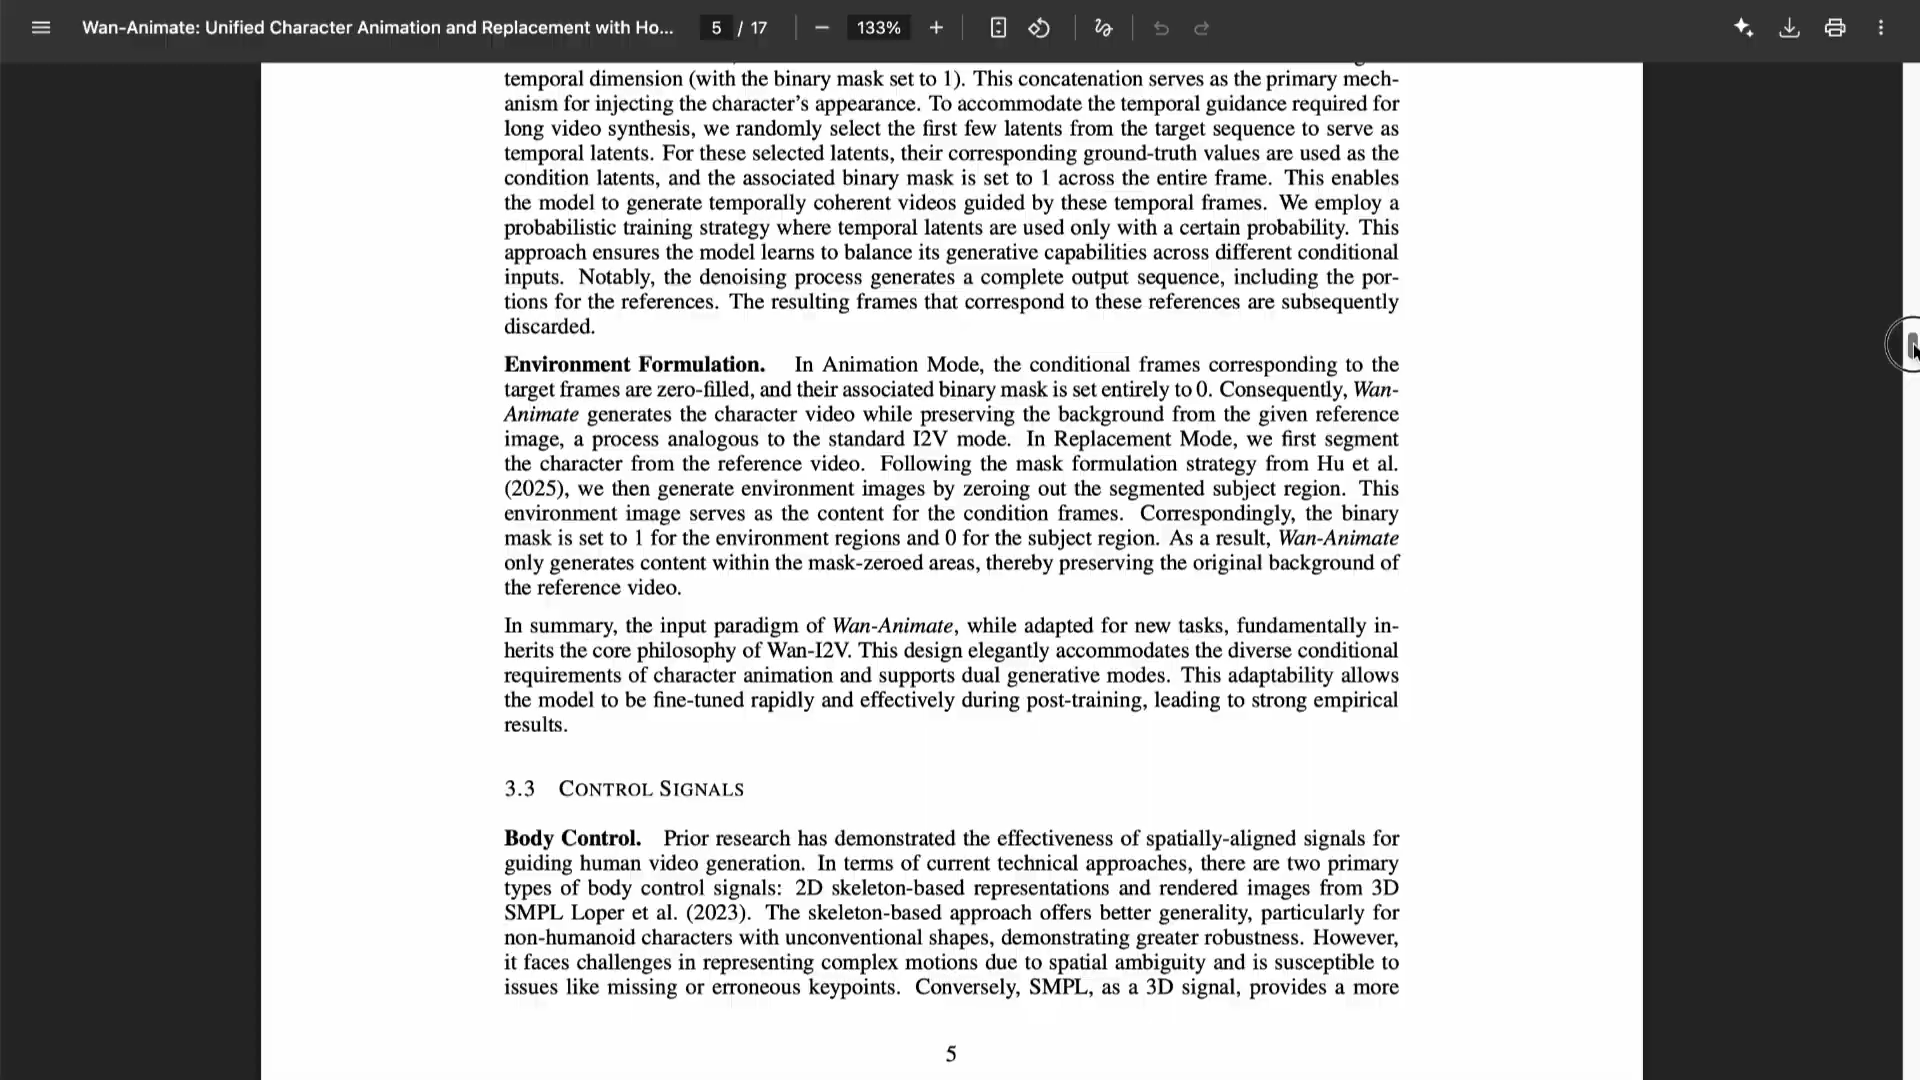 Wan-Animate: Unified Character Animation and Replacement with Ho...
5 / 17
133%
temporal dimension (with the binary mask set to 1). This concatenation serves as the primary mech-
anism for injecting the character's appearance. To accommodate the temporal guidance required for
long video synthesis, we randomly select the first few latents from the target sequence to serve as
temporal latents. For these selected latents, their corresponding ground-truth values are used as the
condition latents, and the associated binary mask is set to 1 across the entire frame. This enables
the model to generate temporally coherent videos guided by these temporal frames. We employ a
probabilistic training strategy where temporal latents are used only with a certain probability. This
approach ensures the model learns to balance its generative capabilities across different conditional
inputs. Notably, the denoising process generates a complete output sequence, including the por-
tions for the references. The resulting frames that correspond to these references are subsequently
discarded.
Environment Formulation. In Animation Mode, the conditional frames corresponding to the
target frames are zero-filled, and their associated binary mask is set entirely to 0. Consequently, Wan-
Animate generates the character video while preserving the background from the given reference
image, a process analogous to the standard I2V mode. In Replacement Mode, we first segment
the character from the reference video. Following the mask formulation strategy from Hu et al.
(2025), we then generate environment images by zeroing out the segmented subject region. This
environment image serves as the content for the condition frames. Correspondingly, the binary
mask is set to 1 for the environment regions and 0 for the subject region. As a result, Wan-Animate
only generates content within the mask-zeroed areas, thereby preserving the original background of
the reference video.
In summary, the input paradigm of Wan-Animate, while adapted for new tasks, fundamentally in-
herits the core philosophy of Wan-I2V. This design elegantly accommodates the diverse conditional
requirements of character animation and supports dual generative modes. This adaptability allows
the model to be fine-tuned rapidly and effectively during post-training, leading to strong empirical
results.
3.3 CONTROL SIGNALS
Body Control. Prior research has demonstrated the effectiveness of spatially-aligned signals for
guiding human video generation. In terms of current technical approaches, there are two primary
types of body control signals: 2D skeleton-based representations and rendered images from 3D
SMPL Loper et al. (2023). The skeleton-based approach offers better generality, particularly for
non-humanoid characters with unconventional shapes, demonstrating greater robustness. However,
it faces challenges in representing complex motions due to spatial ambiguity and is susceptible to
issues like missing or erroneous keypoints. Conversely, SMPL, as a 3D signal, provides a more
5